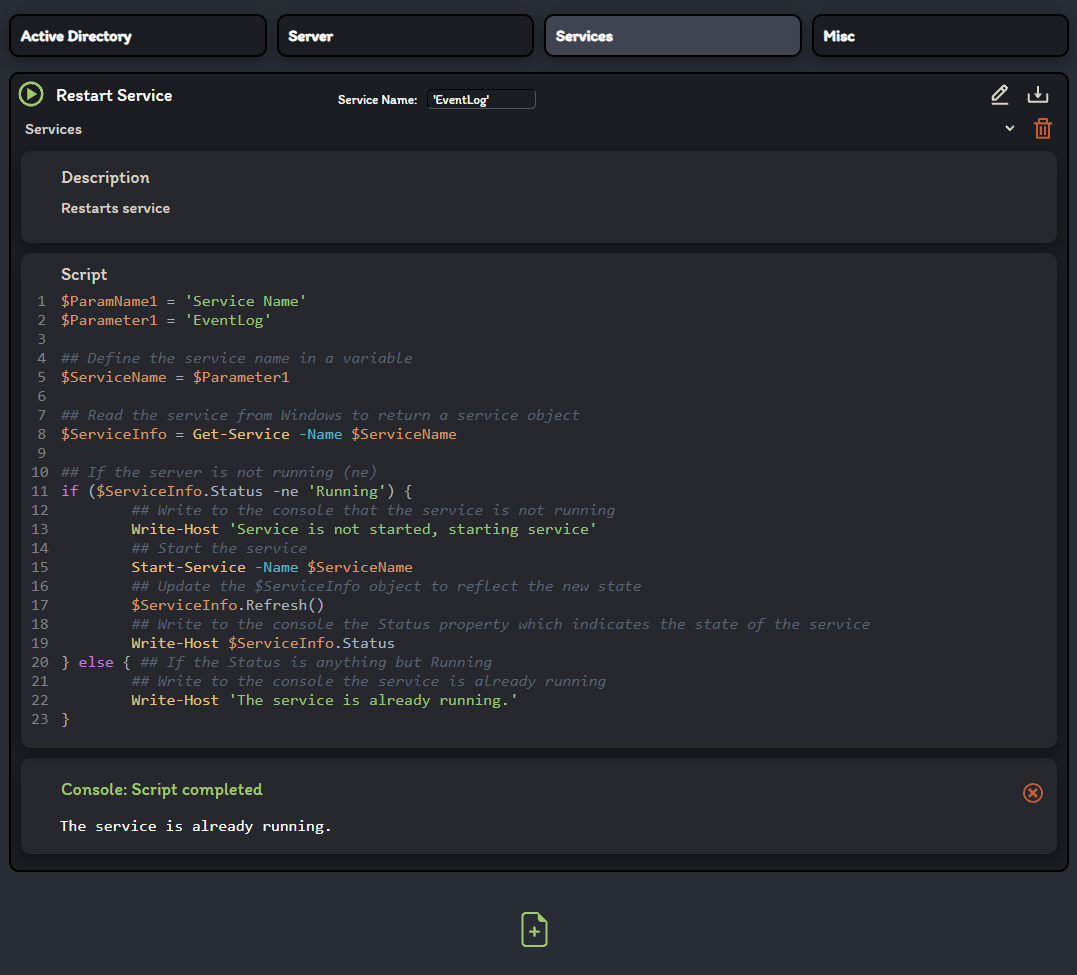 Active Directory
Server
Services
Misc
Restart Service
Service Name: 'EventLog'
Services
Description
Restarts service
Script
1 $ParamName1 = 'Service Name'
2 $Parameter1 = 'EventLog'
3
4 ## Define the service name in a variable
5 $ServiceName = $Parameter1
6
7 ## Read the service from Windows to return a service object
8 $ServiceInfo = Get-Service -Name $ServiceName
9
10 ## If the server is not running (ne)
11 if ($ServiceInfo.Status -ne 'Running') {
12 ## Write to the console that the service is not running
13 Write-Host 'Service is not started, starting service'
14 ## Start the service
15 Start-Service -Name $ServiceName
16 ## Update the $ServiceInfo object to reflect the new state
17 $ServiceInfo.Refresh()
18 ## Write to the console the Status property which indicates the state of the service
19 Write-Host $ServiceInfo.Status
20 } else { ## If the Status is anything but Running
21 ## Write to the console the service is already running
22 Write-Host 'The service is already running.'
23 }
Console: Script completed
The service is already running.